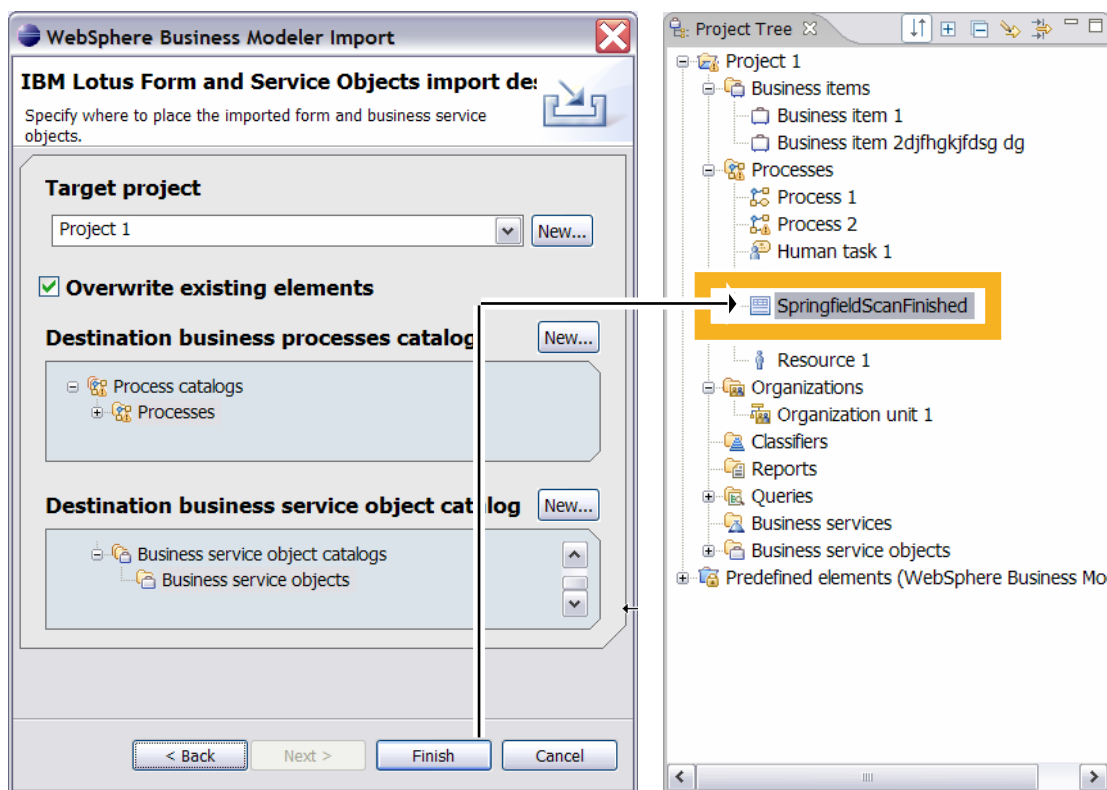 WebSphere Business Modeler Import
IBM Lotus Form and Service Objects import de
Specify where to place the imported form and business service
objects.
Target project
Project 1
New...
Overwrite existing elements
Destination business processes catalog
New...
Process catalogs
Processes
Destination business service object catalog
New...
Business service object catalogs
Business service objects
< Back
Next >
Finish
Cancel
Project Tree
Project 1
Business items
Business item 1
Business item 2djfhgkjfdsg dg
Processes
Process 1
Process 2
Human task 1
SpringfieldScanFinished
Resource 1
Organizations
Organization unit 1
Classifiers
Reports
Queries
Business services
Business service objects
Predefined elements (WebSphere Business Mo